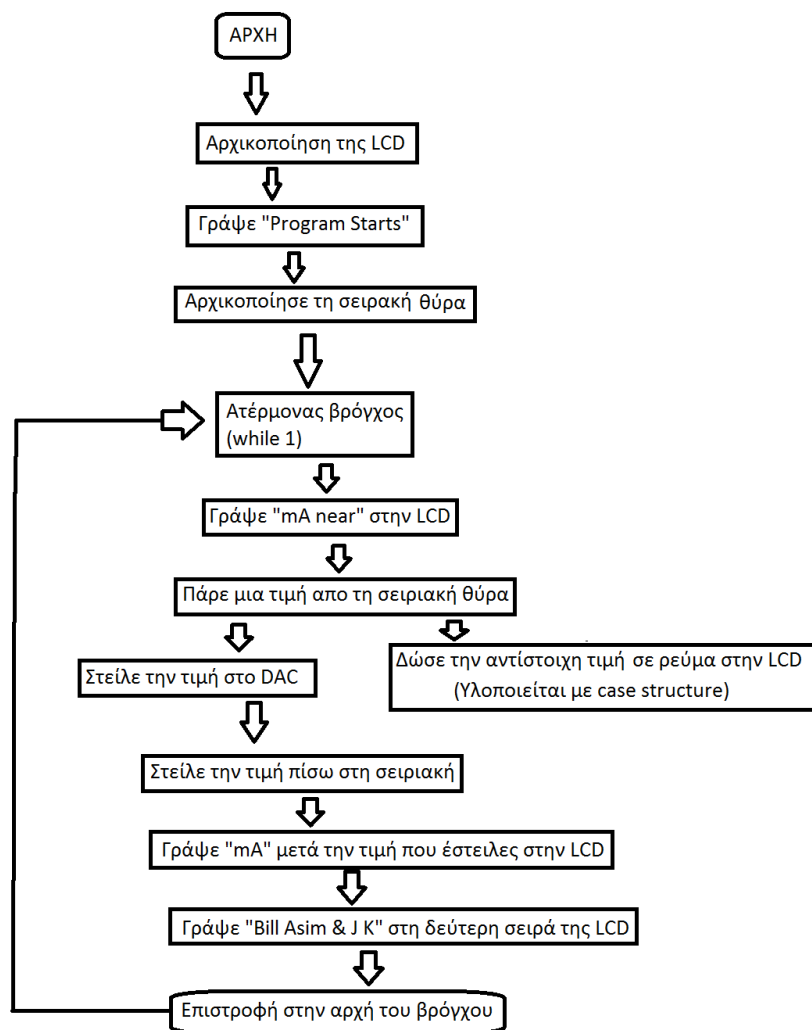 ΑΡΧΗ
Αρχικοποίηση της LCD
Γράψε "Program Starts"
Αρχικοποίησε τη σειρακή θύρα
Ατέρμονας βρόγχος
(while 1)
Γράψε "mA near" στην LCD
Πάρε μια τιμή απο τη σειριακή θύρα
Στείλε την τιμή στο DAC
Δώσε την αντίστοιχη τιμή σε ρεύμα στην LCD
(Υλοποιείται με case structure)
Στείλε την τιμή πίσω στη σειριακή
Γράψε "mA" μετά την τιμή που έστειλες στην LCD
Γράψε "Bill Asim & J K" στη δεύτερη σειρά της LCD
Επιστροφή στην αρχή του βρόγχου